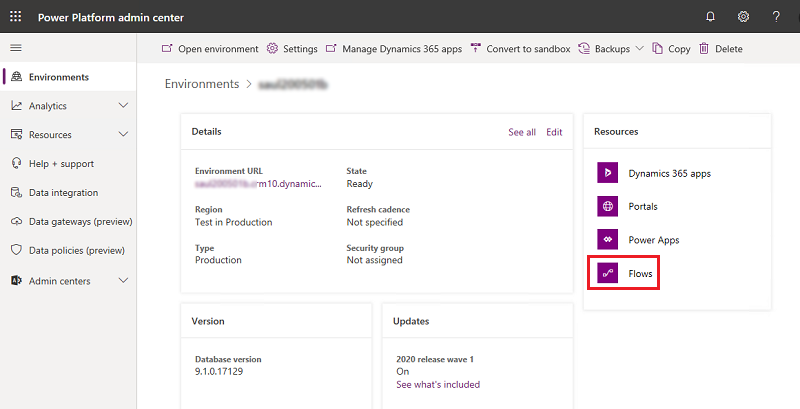 Power Platform admin center
?
Open environment Settings Manage Dynamics 365 apps Convert to sandbox Backups Copy Delete
Environments
Analytics
Resources
Help + support
Data integration
Data gateways (preview)
Data policies (preview)
Admin centers
Environments >
Details
See all Edit
Environment URL
rm10.dynamic...
State
Ready
Region
Test in Production
Refresh cadence
Not specified
Type
Production
Security group
Not assigned
Resources
Dynamics 365 apps
Portals
Power Apps
Flows
Version
Database version
9.1.0.17129
Updates
2020 release wave 1
On
See what's included